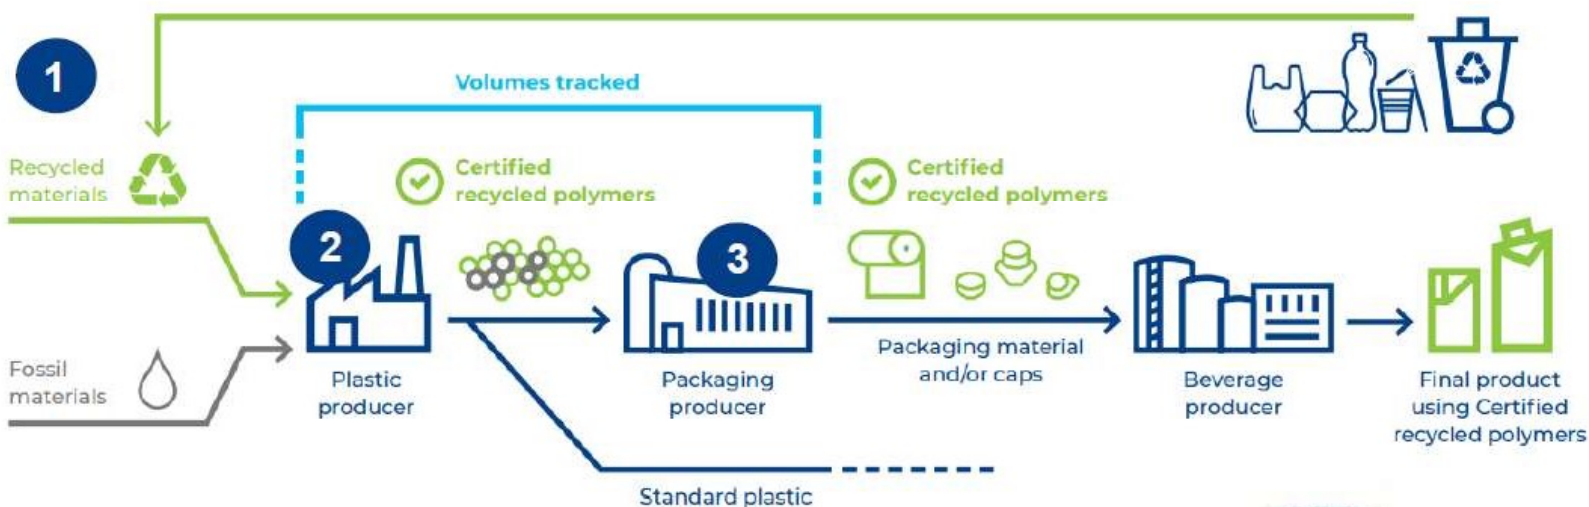 1
Volumes tracked
Recycled
materials
Certified
recycled polymers
Certified
recycled polymers
2
3
Fossil
materials
Plastic
producer
Packaging
producer
Packaging material
and/or caps
Beverage
producer
Final product
using Certified
recycled polymers
Standard plastic